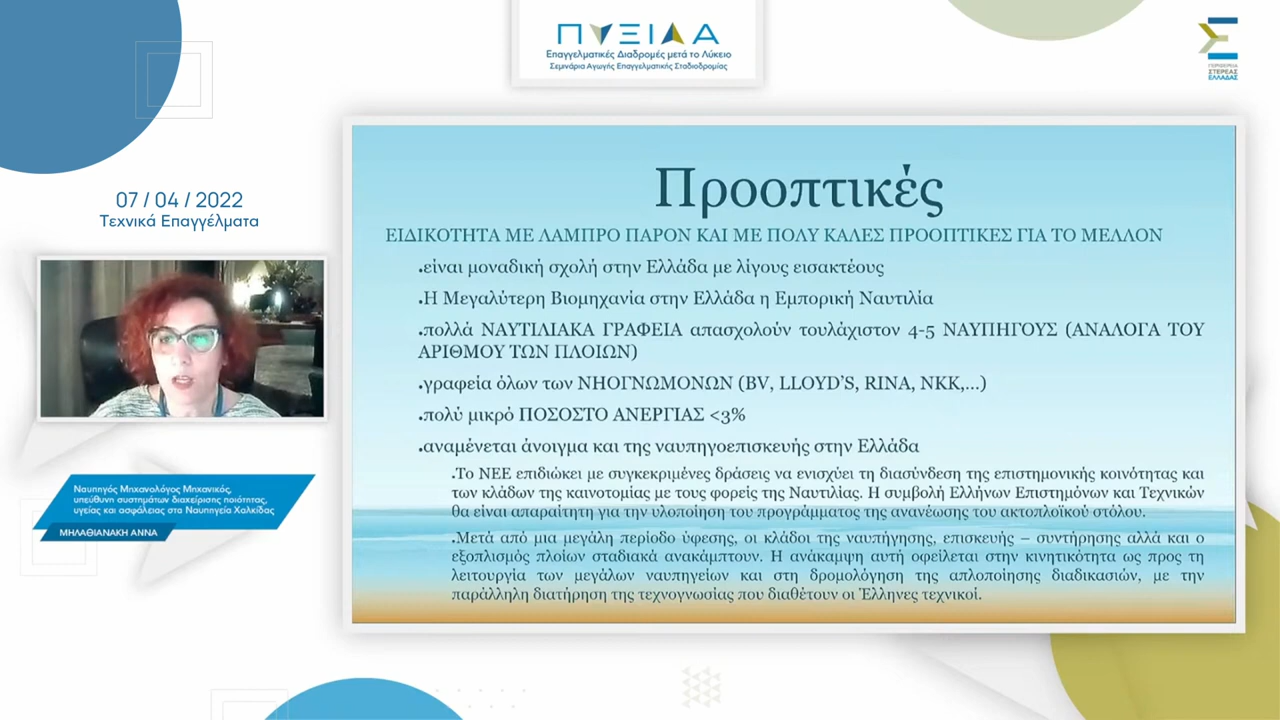 ΠΥΞΙΔΑ
Επαγγελματικές Διαδρομές μετά το Λύκειο
Σεμινάρια Αγωγής Επαγγελματικής Σταδιοδρομίας
ΠΕΡΙΦΕΡΕΙΑ
ΣΤΕΡΕΑΣ
ΕΛΛΑΔΑΣ
07 / 04 / 2022
Τεχνικά Επαγγέλματα
Ναυπηγός Μηχανολόγος Μηχανικός,
υπεύθυνη συστημάτων διαχείρισης ποιότητας,
υγείας και ασφάλειας στα Ναυπηγεία Χαλκίδας
ΜΗΛΑΘΙΑΝΑΚΗ ΑΝΝΑ
Προοπτικές
ΕΙΔΙΚΟΤΗΤΑ ΜΕ ΛΑΜΠΡΟ ΠΑΡΟΝ ΚΑΙ ΜΕ ΠΟΛΥ ΚΑΛΕΣ ΠΡΟΟΠΤΙΚΕΣ ΓΙΑ ΤΟ ΜΕΛΛΟΝ
•είναι μοναδική σχολή στην Ελλάδα με λίγους εισακτέους
•Η Μεγαλύτερη Βιομηχανία στην Ελλάδα η Εμπορική Ναυτιλία
•πολλά ΝΑΥΤΙΛΙΑΚΑ ΓΡΑΦΕΙΑ απασχολούν τουλάχιστον 4-5 ΝΑΥΠΗΓΟΥΣ (ΑΝΑΛΟΓΑ ΤΟΥ
ΑΡΙΘΜΟΥ ΤΩΝ ΠΛΟΙΩΝ)
•γραφεία όλων των ΝΗΟΓΝΩΜΟΝΩΝ (BV, LLOYD’S, RINA, NKK,…)
•πολύ μικρό ΠΟΣΟΣΤΟ ΑΝΕΡΓΙΑΣ <3%
•αναμένεται άνοιγμα και της ναυπηγοεπισκευής στην Ελλάδα
•Το ΝΕΕ επιδιώκει με συγκεκριμένες δράσεις να ενισχύει τη διασύνδεση της επιστημονικής κοινότητας και
των κλάδων της καινοτομίας με τους φορείς της Ναυτιλίας. Η συμβολή Ελλήνων Επιστημόνων και Τεχνικών
θα είναι απαραίτητη για την υλοποίηση του προγράμματος της ανανέωσης του ακτοπλοϊκού στόλου.
•Μετά από μια μεγάλη περίοδο ύφεσης, οι κλάδοι της ναυπήγησης, επισκευής – συντήρησης αλλά και ο
εξοπλισμός πλοίων σταδιακά ανακάμπτουν. Η ανάκαμψη αυτή οφείλεται στην κινητικότητα ως προς τη
λειτουργία των μεγάλων ναυπηγείων και στη δρομολόγηση της απλοποίησης διαδικασιών, με την
παράλληλη διατήρηση της τεχνογνωσίας που διαθέτουν οι Έλληνες τεχνικοί.